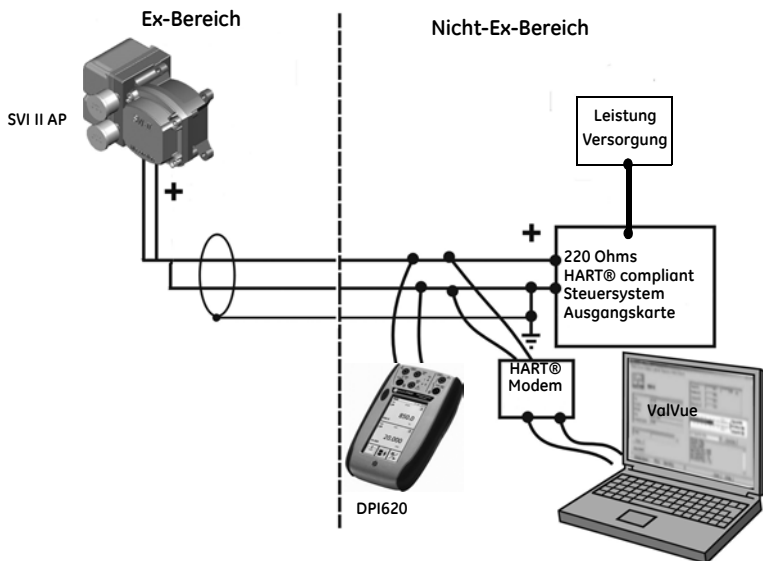 Ex-Bereich
Nicht-Ex-Bereich
SVI II AP
Leistung
Versorgung
+
+
220 Ohms
HART® compliant
Steuersystem
Ausgangskarte
HART®
Modem
ValVue
850.0
20.000
DPI620